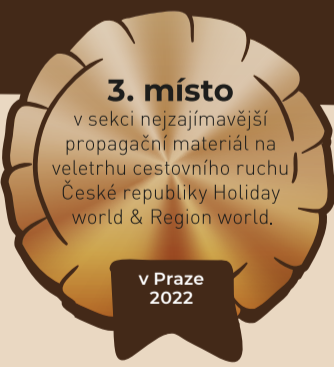 3. místo
v sekci nejzajímavější
propagační materiál na
veletrhu cestovního ruchu
České republiky Holiday
world & Region world.
v Praze
2022